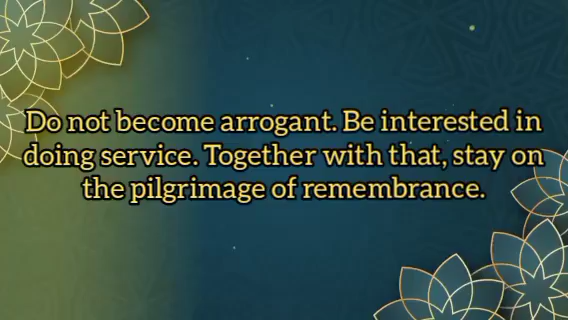 Do not become arrogant. Be interested in
doing service. Together with that, stay on
the pilgrimage of remembrance.